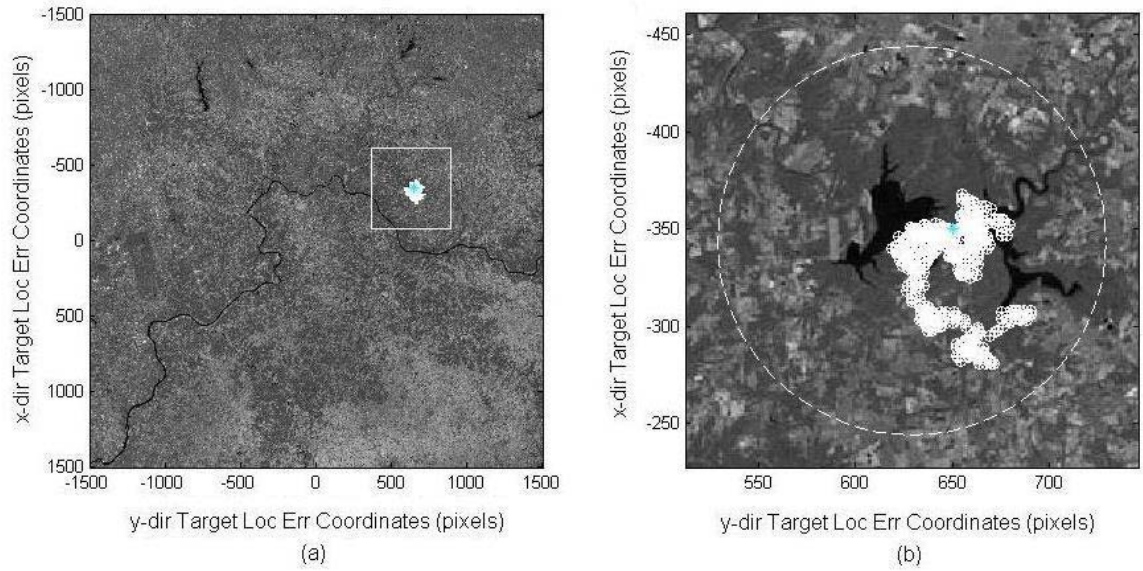 -1500
-1000
-500
0
500
1000
1500
-1500 -1000 -500 0 500 1000 1500
x-dir Target Loc Err Coordinates (pixels)
y-dir Target Loc Err Coordinates (pixels)
(a)
-450
-400
-350
-300
-250
550 600 650 700
x-dir Target Loc Err Coordinates (pixels)
y-dir Target Loc Err Coordinates (pixels)
(b)